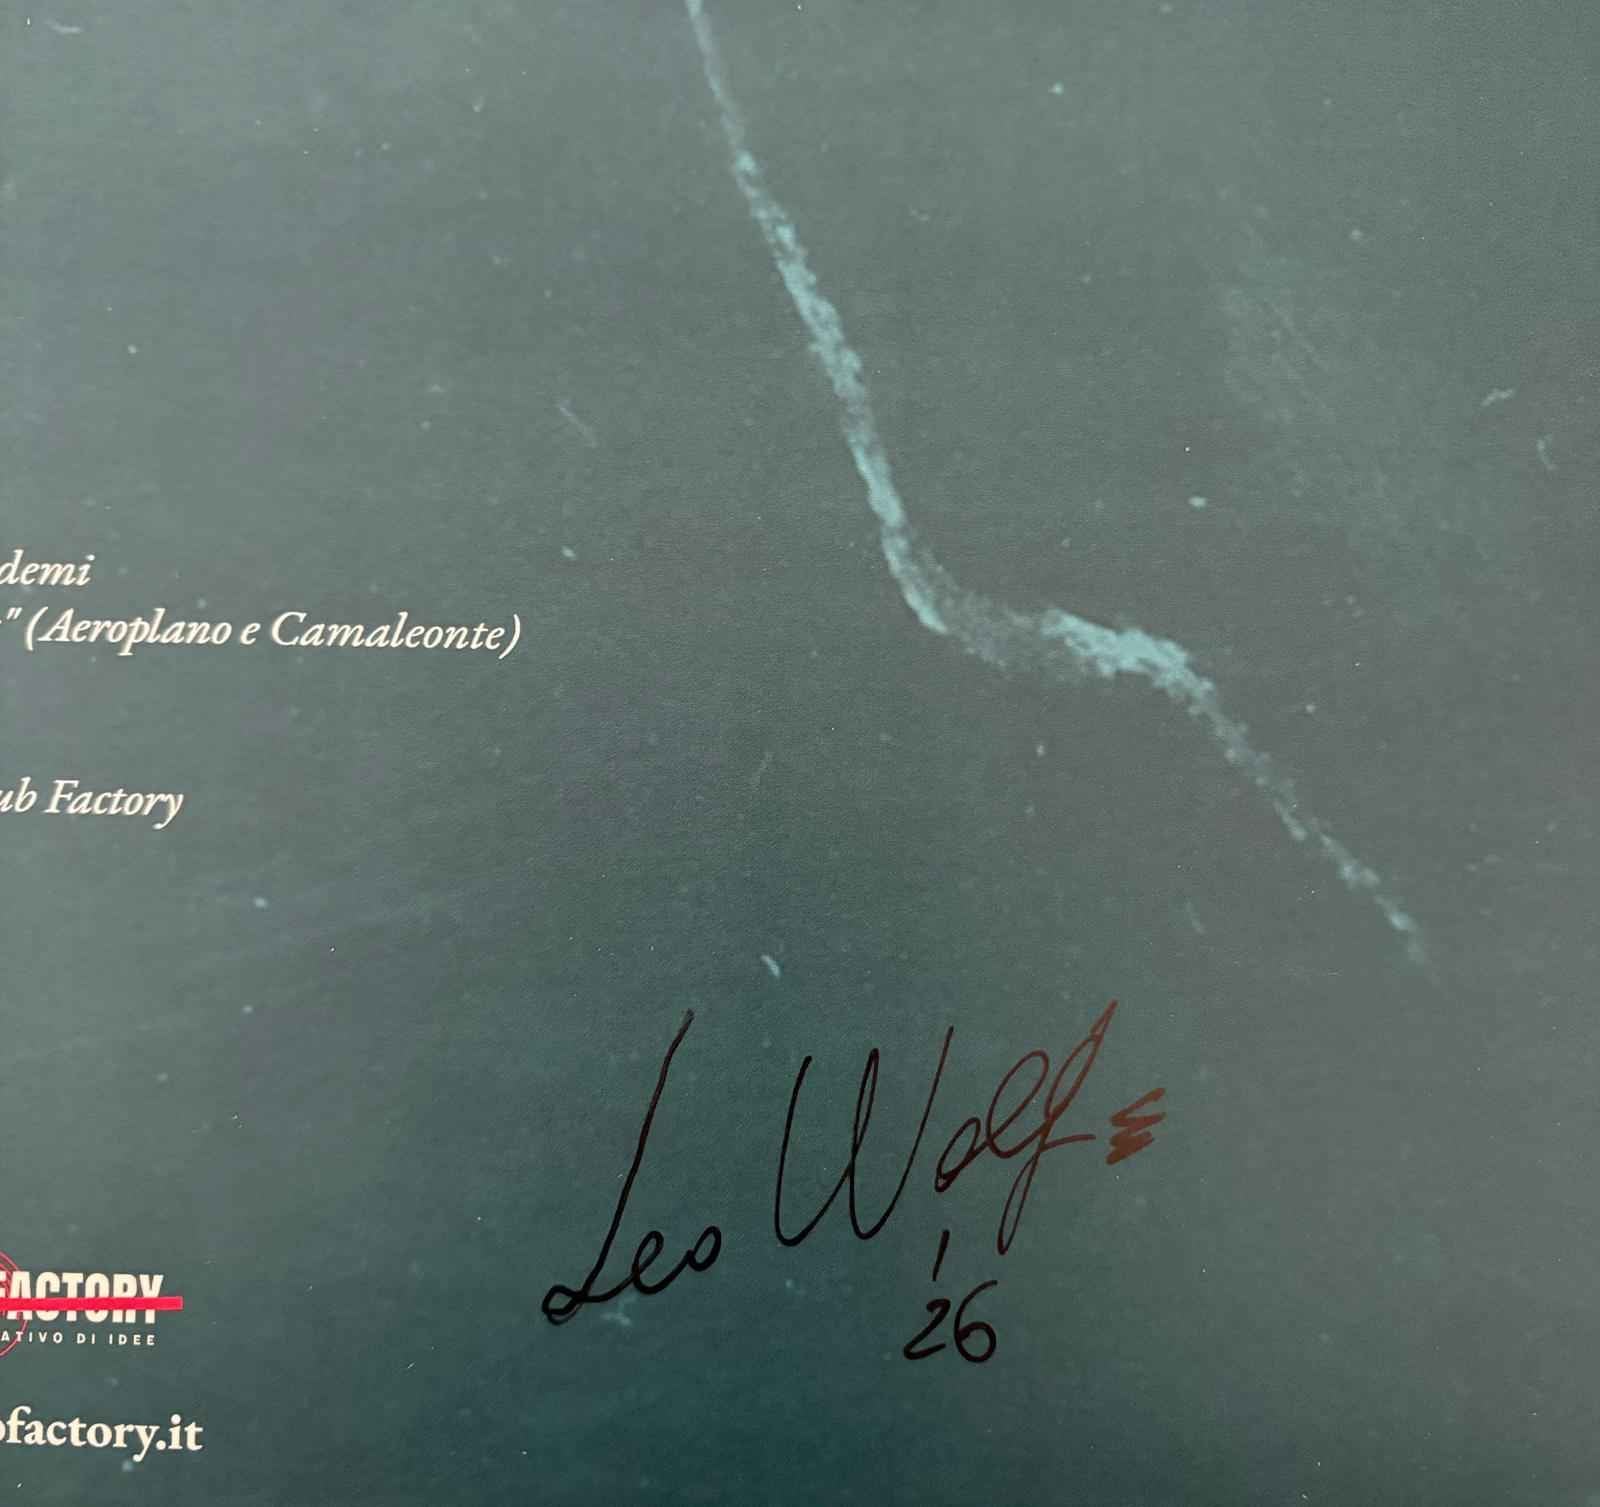 demi
" (Aeroplano e Camaleonte)
ub Factory
Leo Wolf
1
26
FACTORY
ATIVO DI IDEE
ofactory.it